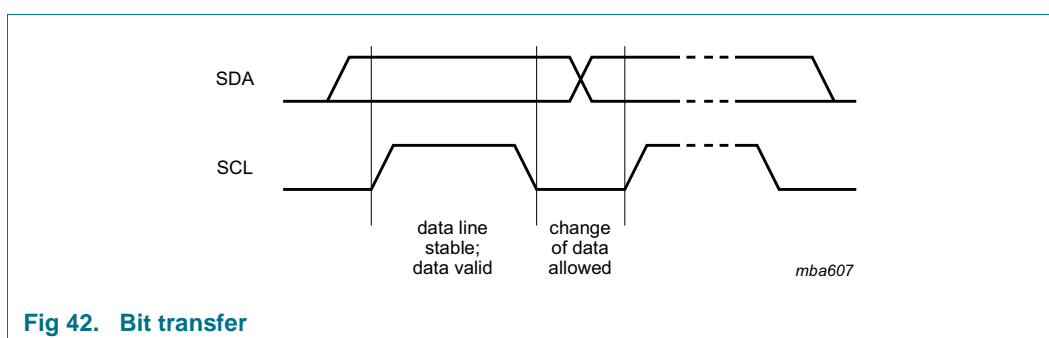 SDA
SCL
data line
stable;
data valid
change
of data
allowed
mba607
Fig 42. Bit transfer